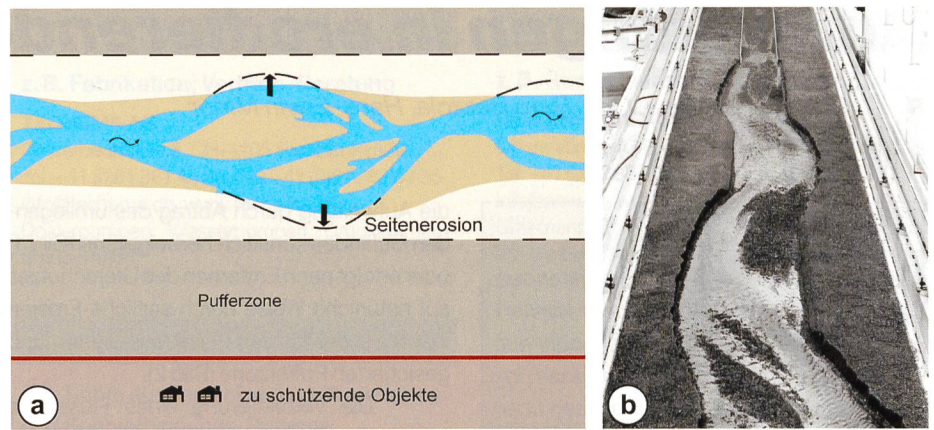 Seitenerosion
Pufferzone
zu schützende Objekte
a
b